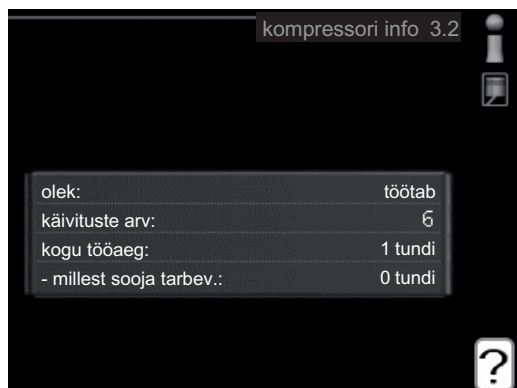 kompressori info 3.2
olek: töötab
käivituste arv: 6
kogu tööaeg: 1 tundi
- millest sooja tarbev.: 0 tundi
?